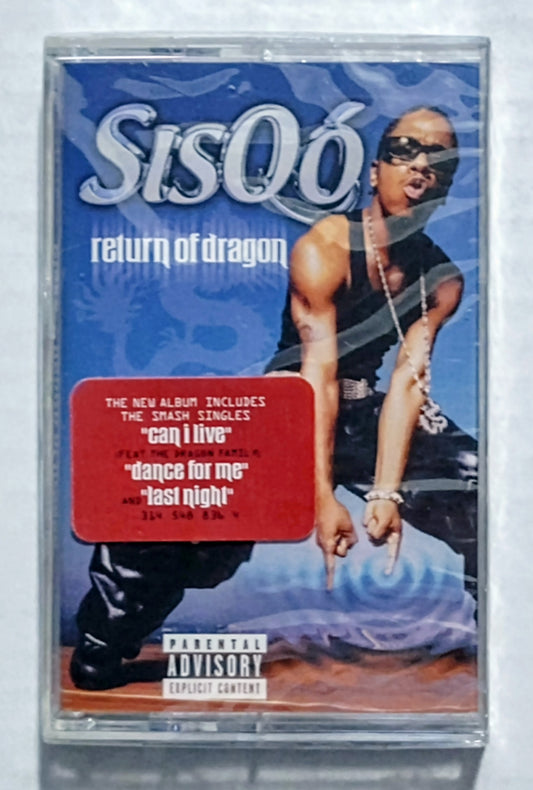 SISQÓ
return of dragon
THE NEW ALBUM INCLUDES
THE SMASH SINGLES
"can i live"
(FEAT. THE DRAGON FAMILY)
"dance for me"
AND "last night"
314 548 836 4
PARENTAL
ADVISORY
EXPLICIT CONTENT